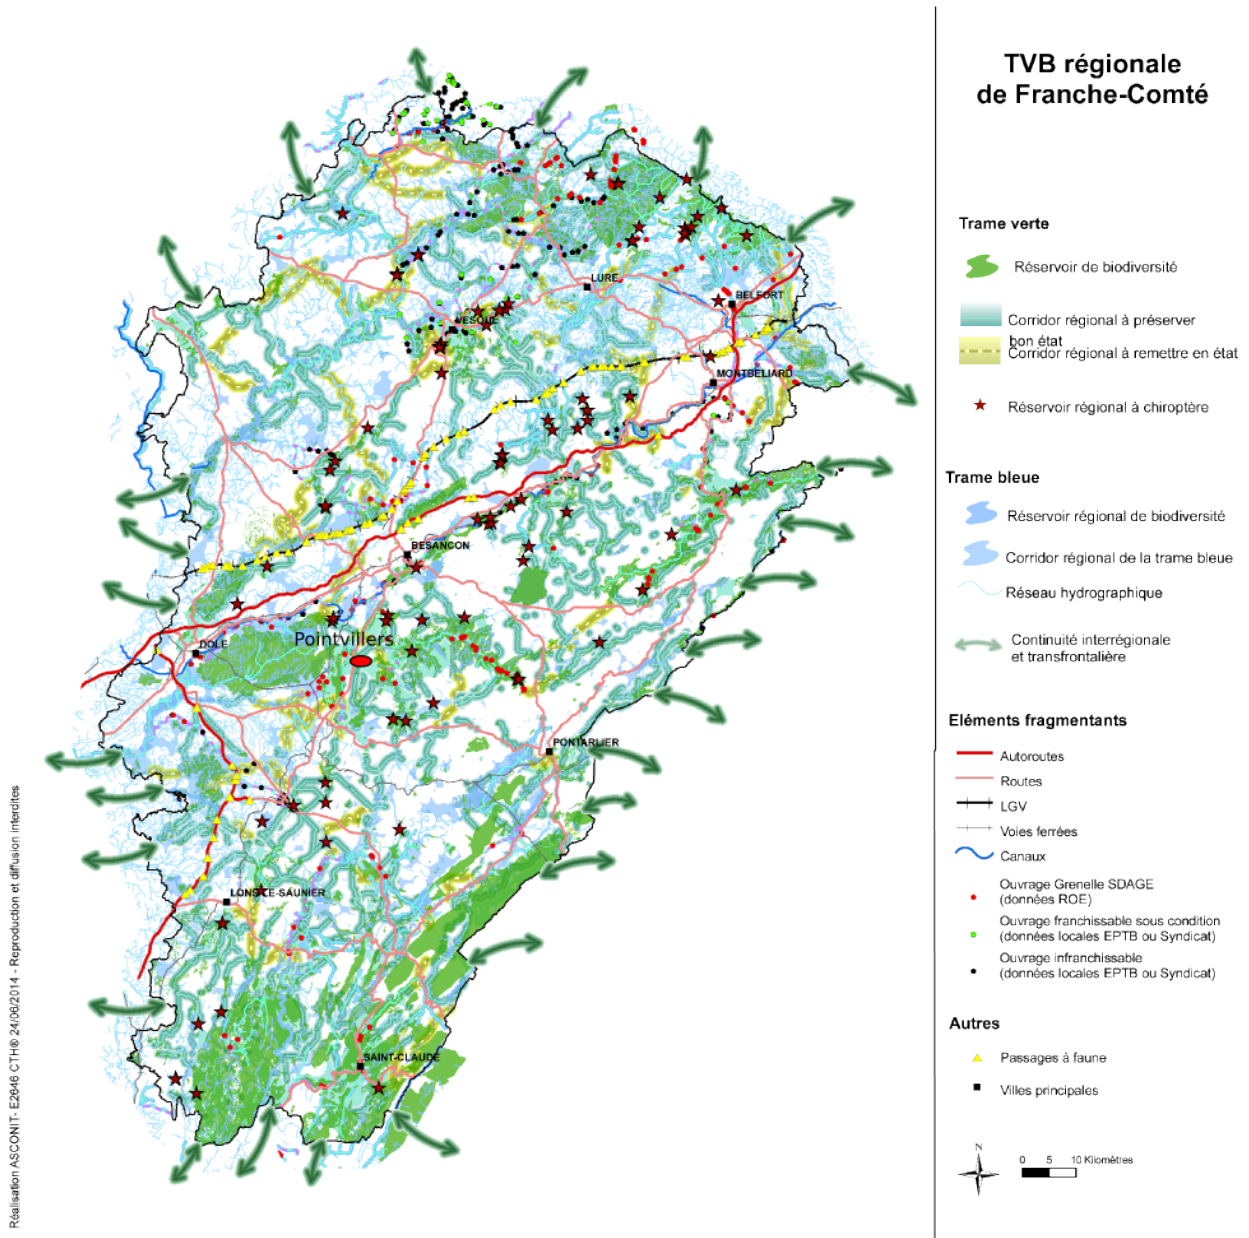 TVB régionale
de Franche-Comté
Trame verte
Réservoir de biodiversité
Corridor régional à préserver
bon état
Corridor régional à remettre en état
Réservoir régional à chiroptère
Trame bleue
Réservoir régional de biodiversité
Corridor régional de la trame bleue
Réseau hydrographique
Continuité interrégionale
et transfrontalière
Eléments fragmentants
Autoroutes
Routes
LGV
Voies ferrées
Canaux
Ouvrage Grenelle SDAGE
(données ROE)
Ouvrage franchissable sous condition
(données locales EPTB ou Syndicat)
Ouvrage infranchissable
(données locales EPTB ou Syndicat)
Autres
Passages à faune
Villes principales
N
0 5 10 Kilomètres
LURE
BELFORT
VESOUL
MONTBELIARD
BESANCON
Pointvillers
DOLE
PONTARLIER
LONS-LE-SAUNIER
SAINT-CLAUDE
Réalisation ASCONIT- E2646 CTH® 24/06/2014 - Reproduction et diffusion interdites